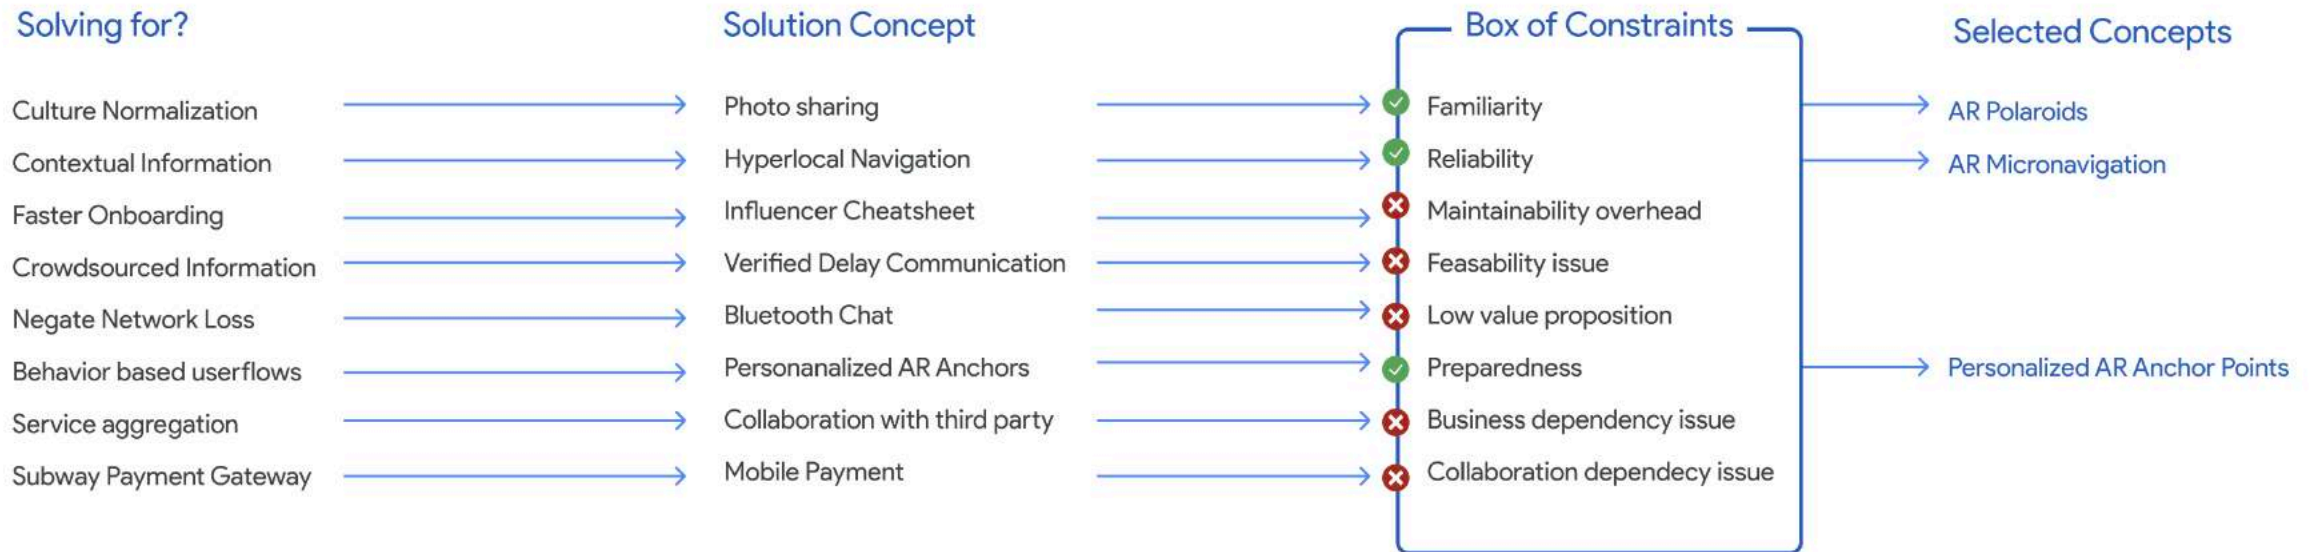 Solving for?
Solution Concept
Box of Constraints
Selected Concepts
Culture Normalization
Photo sharing
Familiarity
AR Polaroids
Contextual Information
Hyperlocal Navigation
Reliability
AR Micronavigation
Faster Onboarding
Influencer Cheatsheet
Maintainability overhead
Crowdsourced Information
Verified Delay Communication
Feasability issue
Negate Network Loss
Bluetooth Chat
Low value proposition
Behavior based userflows
Personanalized AR Anchors
Preparedness
Personalized AR Anchor Points
Service aggregation
Collaboration with third party
Business dependency issue
Subway Payment Gateway
Mobile Payment
Collaboration dependecy issue